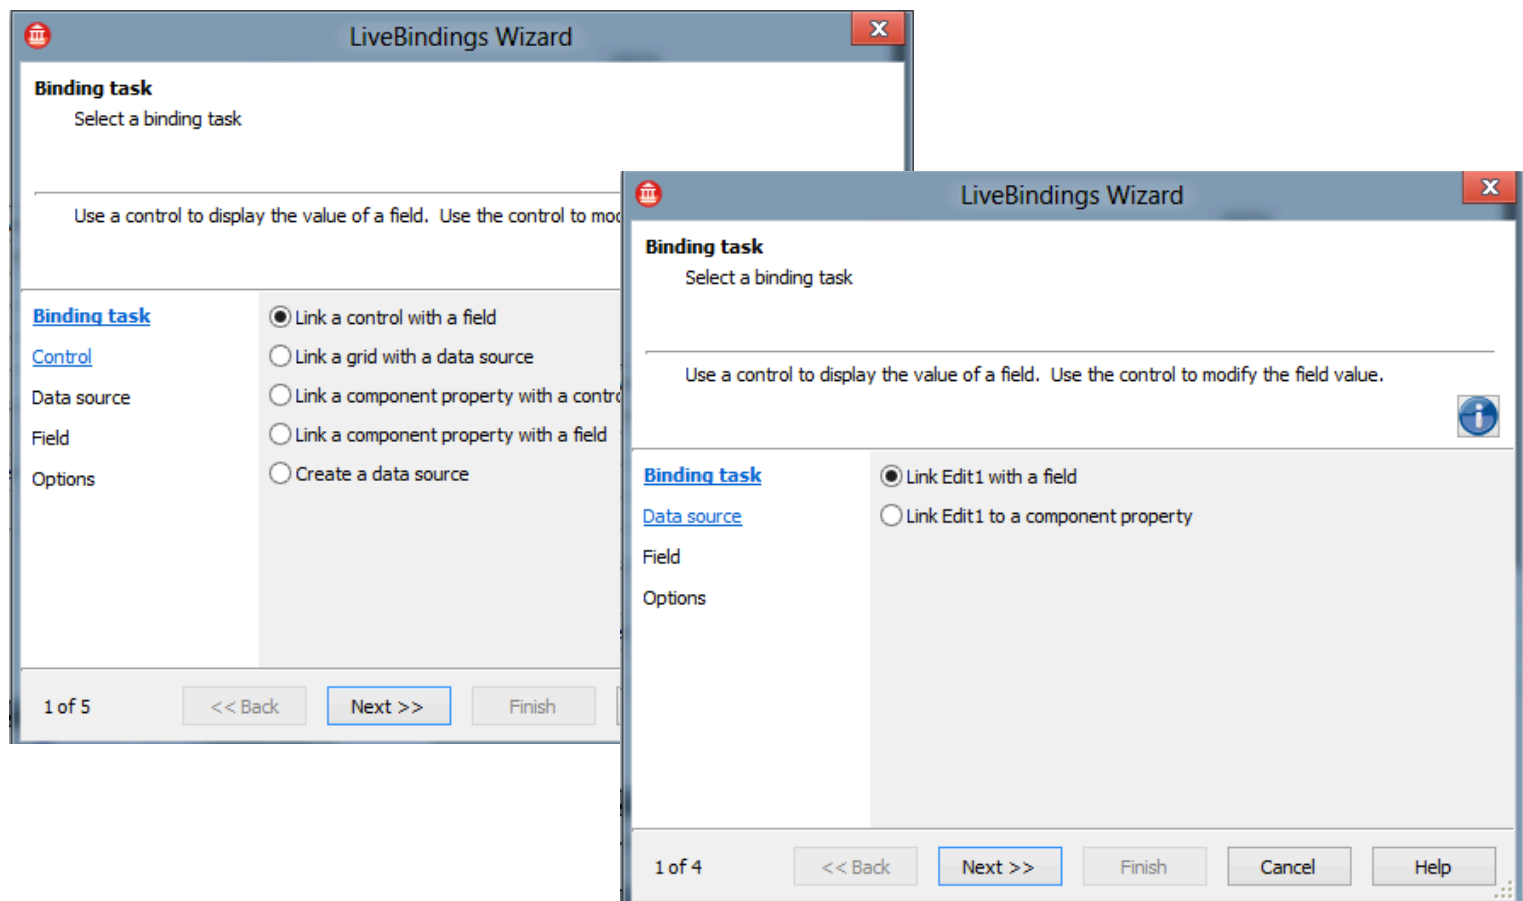 LiveBindings Wizard
Binding task
Select a binding task
Use a control to display the value of a field. Use the control to
Binding task
Control
Data source
Field
Options
Link a control with a field
Link a grid with a data source
Link a component property with a
Link a component property with a field
Create a data source
1 of 5
<< Back
Next >>
Finish
LiveBindings Wizard
Binding task
Select a binding task
Use a control to display the value of a field. Use the control to modify the field value.
Binding task
Data source
Field
Options
Link Edit1 with a field
Link Edit1 to a component property
1 of 4
<< Back
Next >>
Finish
Cancel
Help